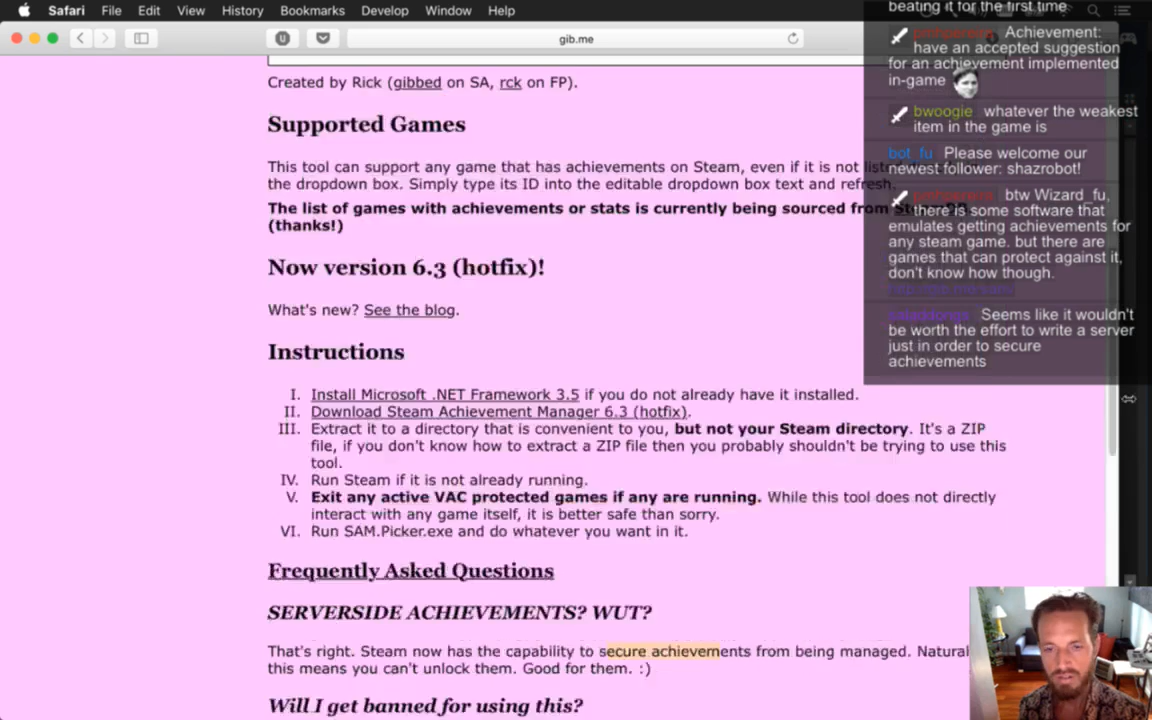 Safari File Edit View History Bookmarks Develop Window Help
gib.me
Created by Rick (gibbed on SA, rck on FP).
Supported Games
This tool can support any game that has achievements on Steam, even if it is not
the dropdown box. Simply type its ID into the editable dropdown box text and refresh.
The list of games with achievements or stats is currently being sourced from
(thanks!)
Now version 6.3 (hotfix)!
What's new? See the blog.
Instructions
I. Install Microsoft .NET Framework 3.5 if you do not already have it installed.
II. Download Steam Achievement Manager 6.3 (hotfix).
III. Extract it to a directory that is convenient to you, but not your Steam directory. It's a ZIP
file, if you don't know how to extract a ZIP file then you probably shouldn't be trying to use this
tool.
IV. Run Steam if it is not already running.
V. Exit any active VAC protected games if any are running. While this tool does not directly
interact with any game itself, it is better safe than sorry.
VI. Run SAM.Picker.exe and do whatever you want in it.
Frequently Asked Questions
SERVERSIDE ACHIEVEMENTS? WUT?
That's right. Steam now has the capability to secure achievements from being managed. Natural
this means you can't unlock them. Good for them. :)
Will I get banned for using this?
beating it for the first time
Achievement:
have an accepted suggestion
for an achievement implemented
in-game
bwoogie whatever the weakest
item in the game is
bot_fu Please welcome our
newest follower: shazrobot!
btw Wizard_fu,
there is some software that
emulates getting achievements for
any steam game. but there are
games that can protect against it,
don't know how though.
Seems like it wouldn't
be worth the effort to write a server
just in order to secure
achievements